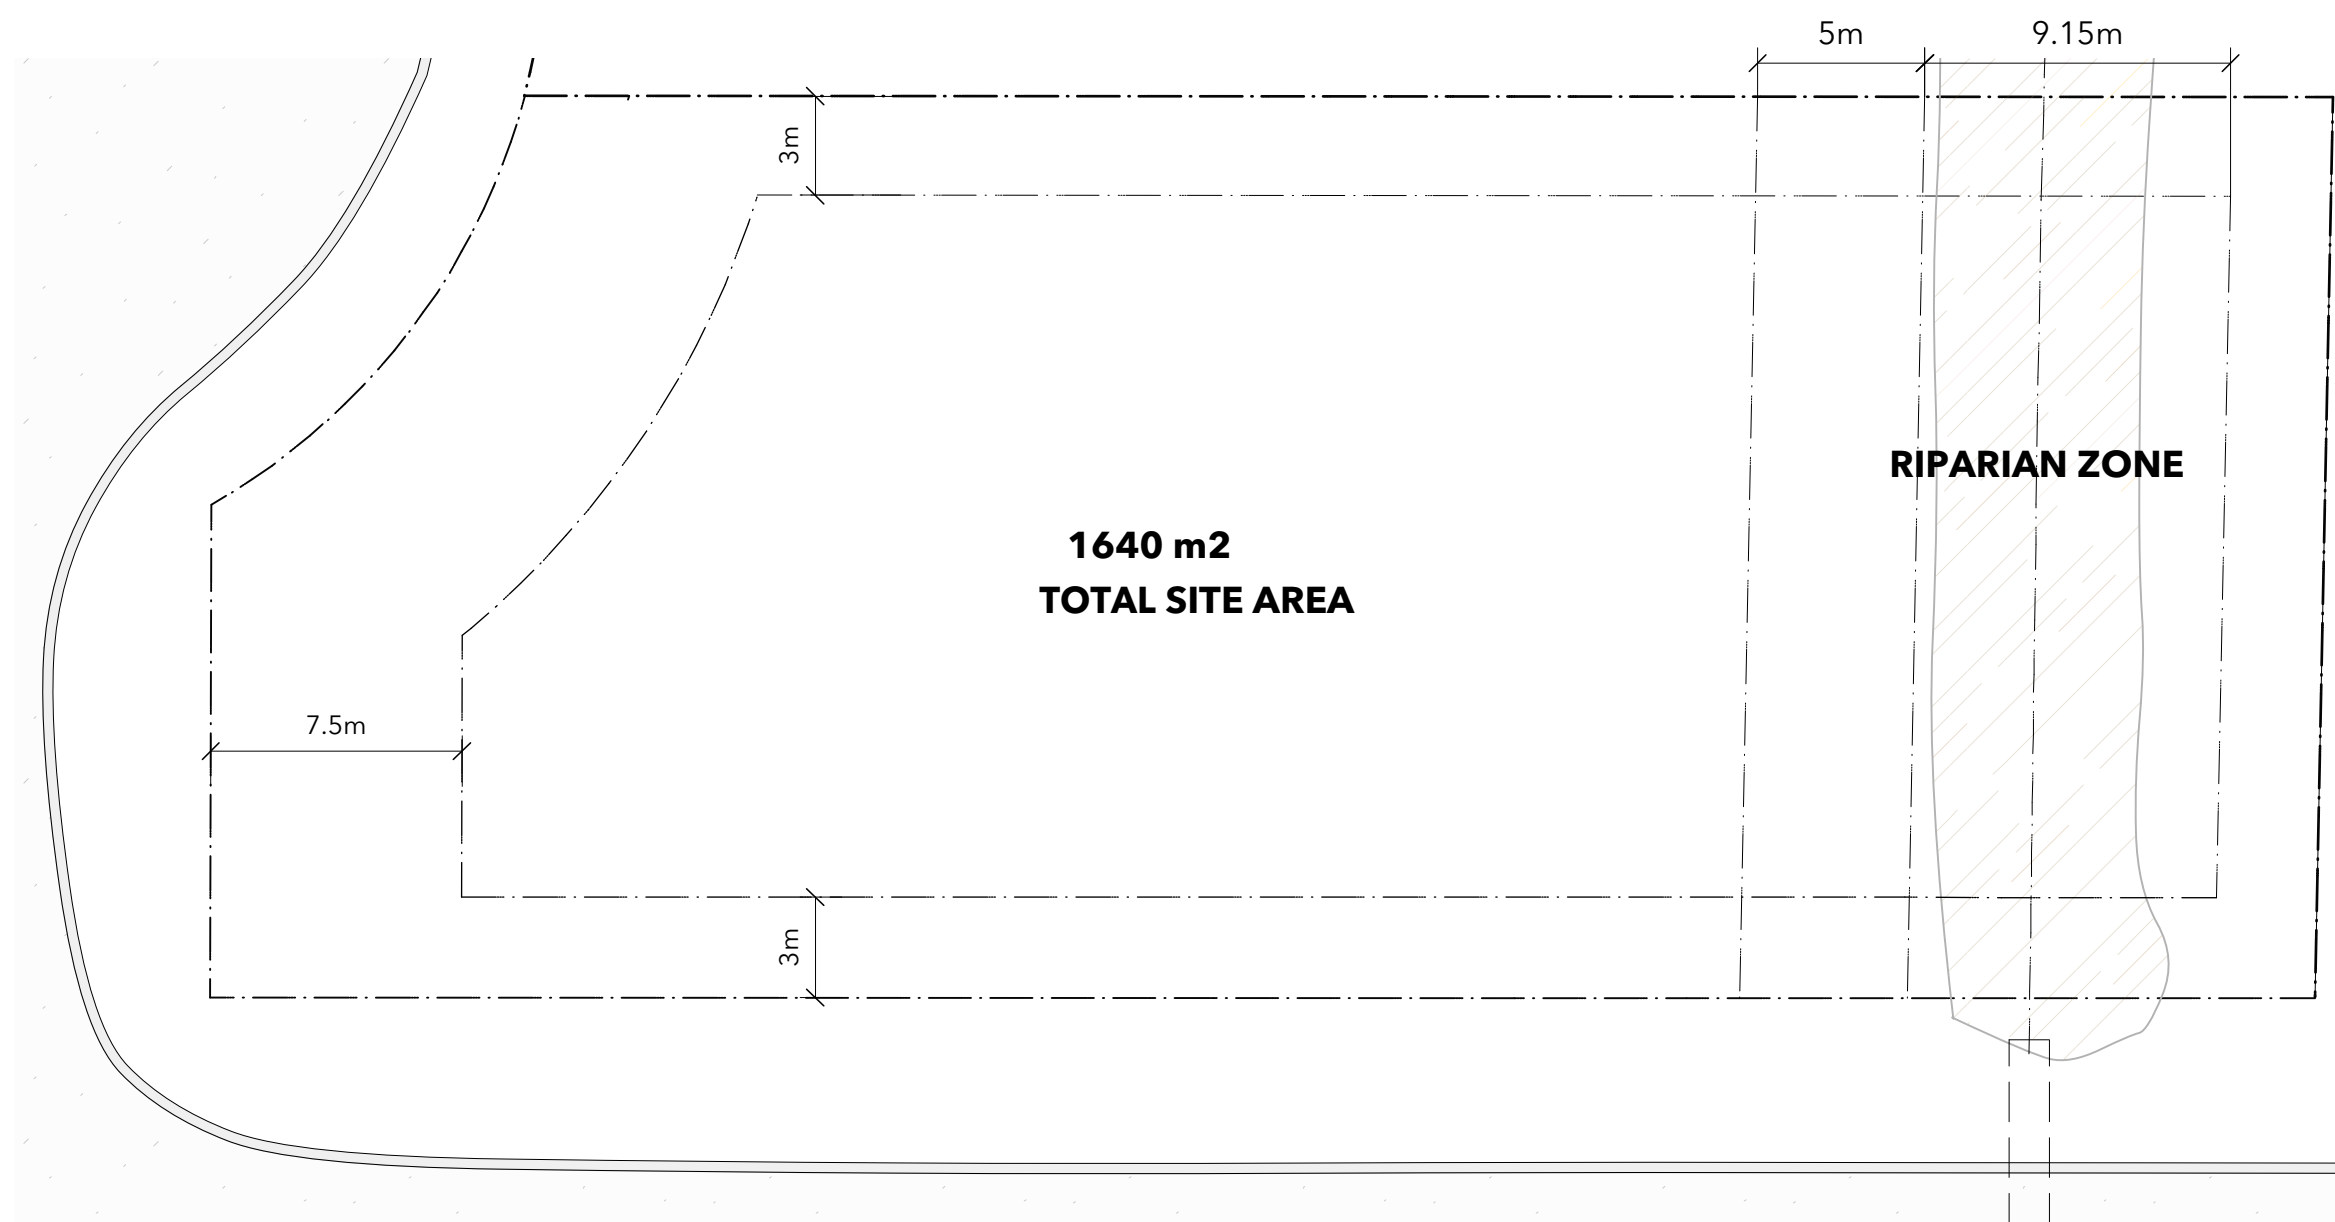 5m
9.15m
3m
RIPARIAN ZONE
1640 m2
TOTAL SITE AREA
7.5m
3m